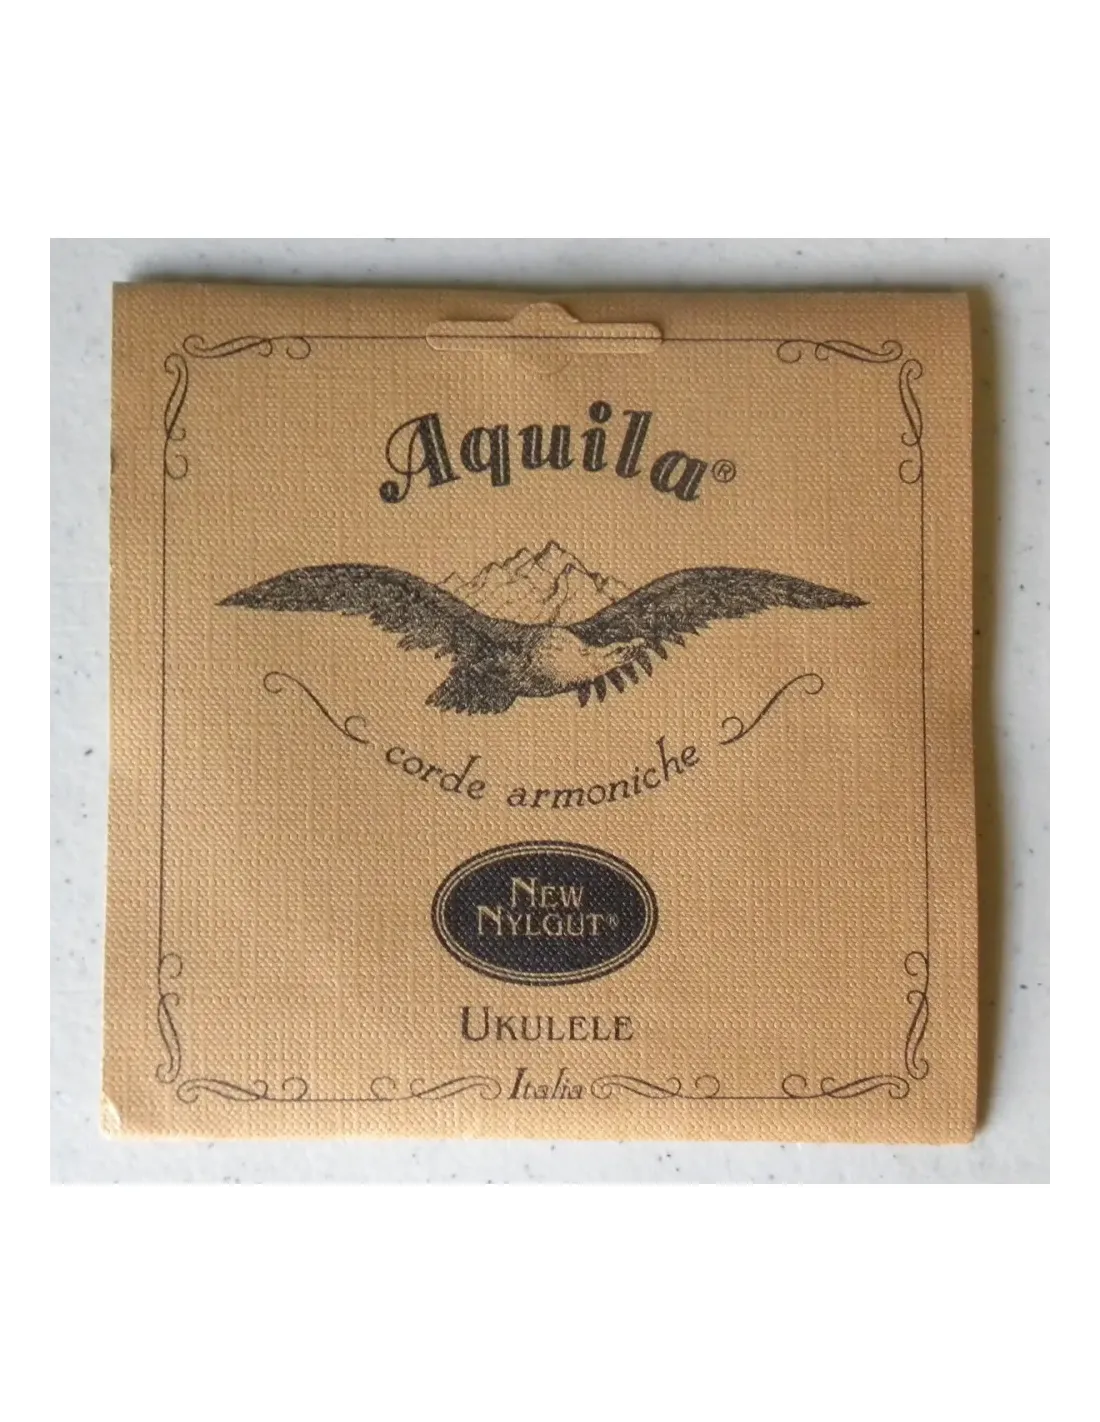 Aquila®
corde armoniche
NEW
NYLGUT®
UKULELE
Italia